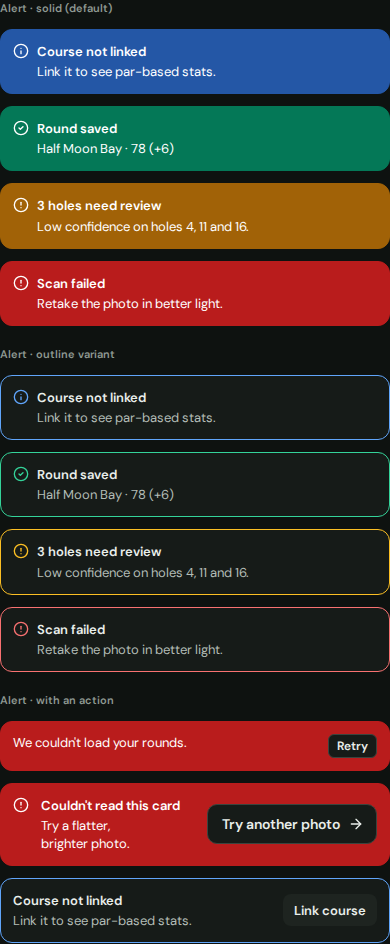 Alert · solid (default)
Course not linked
Link it to see par-based stats.
Round saved
Half Moon Bay · 78 (+6)
3 holes need review
Low confidence on holes 4, 11 and 16.
Scan failed
Retake the photo in better light.
Alert · outline variant
Course not linked
Link it to see par-based stats.
Round saved
Half Moon Bay · 78 (+6)
3 holes need review
Low confidence on holes 4, 11 and 16.
Scan failed
Retake the photo in better light.
Alert · with an action
We couldn't load your rounds.
Retry
Couldn't read this card
Try a flatter,
brighter photo.
Try another photo →
Course not linked
Link it to see par-based stats.
Link course